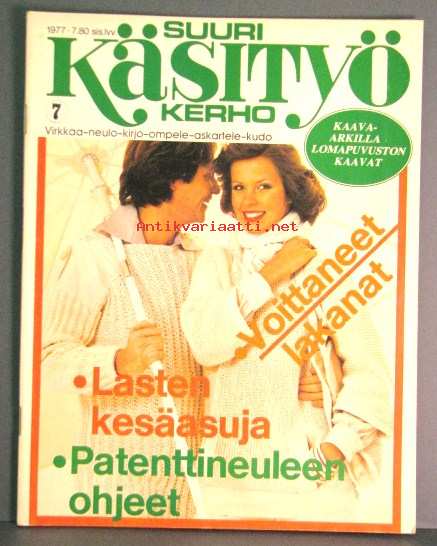 1977 · 7.80 sis.lvv
SUURI
KÄSITYÖ
KERHO
7
Virkkaa-neulo-kirjo-ompele-askartele-kudo
KAAVA-
ARKILLA
LOMAPUVUSTON
KAAVAT
Antikvariaatti.net
•Voittaneet
lakanat
•Lasten
kesäasuja
•Patenttineuleen
ohjeet